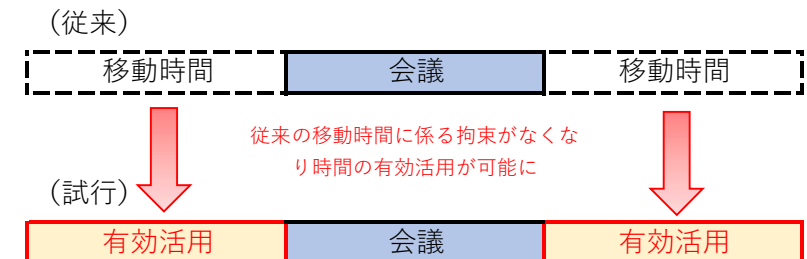 （従来）
移動時間 会議 移動時間
従来の移動時間に係る拘束がなくな
り時間の有効活用が可能に
（試行）
有効活用 会議 有効活用